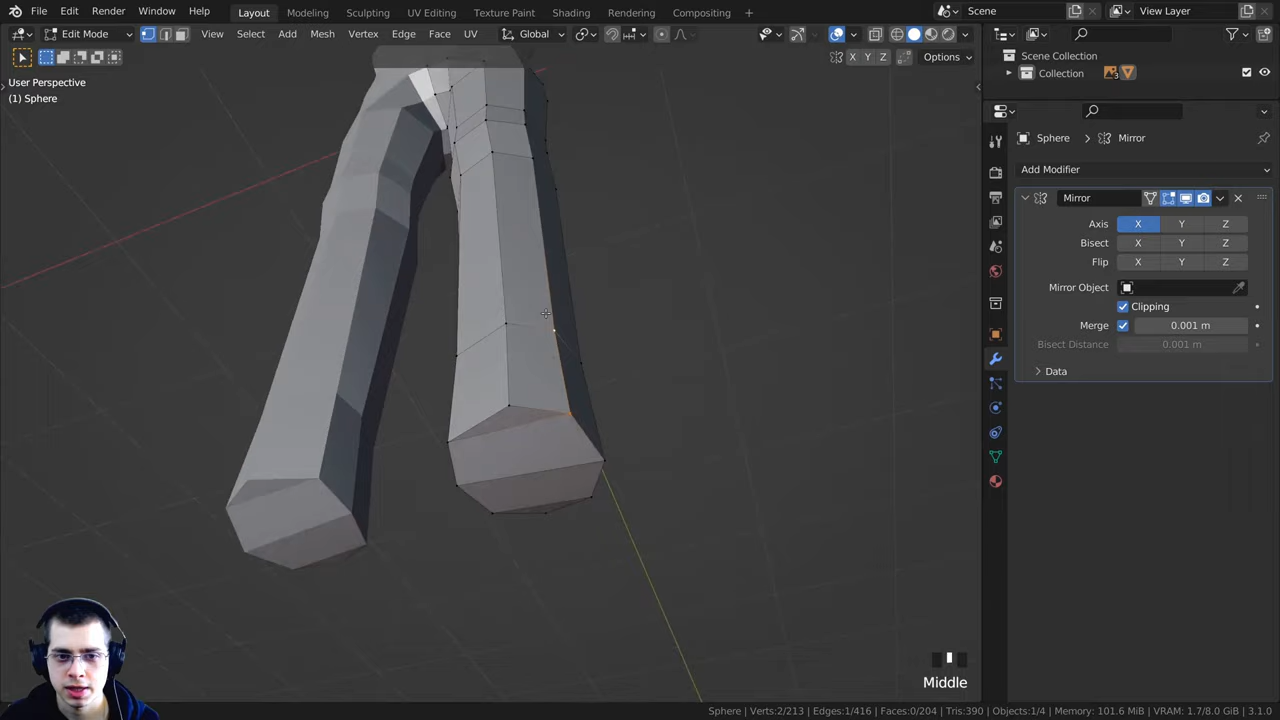 File Edit Render Window Help Layout Modeling Sculpting UV Editing Texture Paint Shading Rendering Compositing Scene View Layer
Edit Mode View Select Add Mesh Vertex Edge Face UV Global
X Y Z Options
User Perspective
(1) Sphere
Scene Collection
Collection
Sphere Mirror
Add Modifier
Mirror
Axis X Y Z
Bisect X Y Z
Flip X Y Z
Mirror Object
Clipping
Merge 0.001 m
Bisect Distance 0.001 m
Data
Middle
Sphere | Verts:2/213 | Edges:1/416 | Faces:0/204 | Tris:390 | Objects:1/4 | Memory: 101.6 MiB | VRAM: 1.7/8.0 GiB | 3.1.0